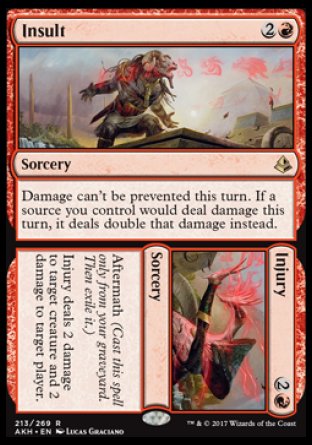 Insult 2
Sorcery
Damage can't be prevented this turn. If a
source you control would deal damage this
turn, it deals double that damage instead.
Injury 2
Sorcery
Aftermath (Cast this spell
only from your graveyard.
Then exile it.)
Injury deals 2 damage
to target creature and 2
damage to target player.
213/269 R
AKH • EN Lucas Graciano
™ & © 2017 Wizards of the Coast